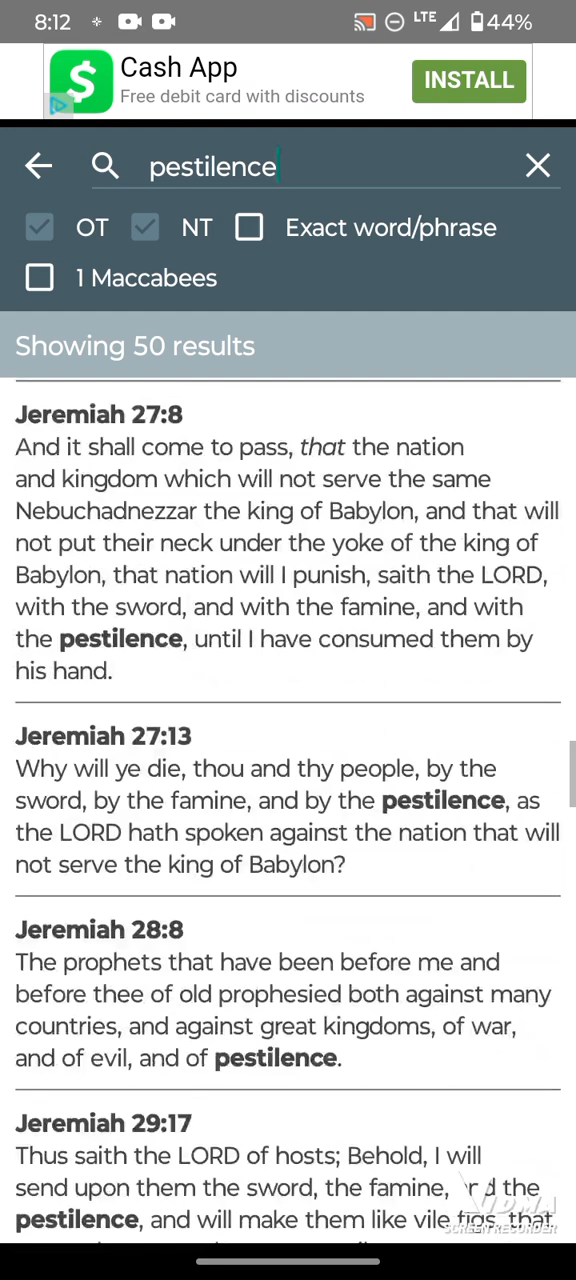 8:12 LTE 44%
Cash App
Free debit card with discounts
INSTALL
pestilence
OT NT Exact word/phrase
1 Maccabees
Showing 50 results
Jeremiah 27:8
And it shall come to pass, that the nation
and kingdom which will not serve the same
Nebuchadnezzar the king of Babylon, and that will
not put their neck under the yoke of the king of
Babylon, that nation will I punish, saith the LORD,
with the sword, and with the famine, and with
the pestilence, until I have consumed them by
his hand.
Jeremiah 27:13
Why will ye die, thou and thy people, by the
sword, by the famine, and by the pestilence, as
the LORD hath spoken against the nation that will
not serve the king of Babylon?
Jeremiah 28:8
The prophets that have been before me and
before thee of old prophesied both against many
countries, and against great kingdoms, of war,
and of evil, and of pestilence.
Jeremiah 29:17
Thus saith the LORD of hosts; Behold, I will
send upon them the sword, the famine, and the
pestilence, and will make them like vile figs, that
VIDMA
SCREEN RECORDER